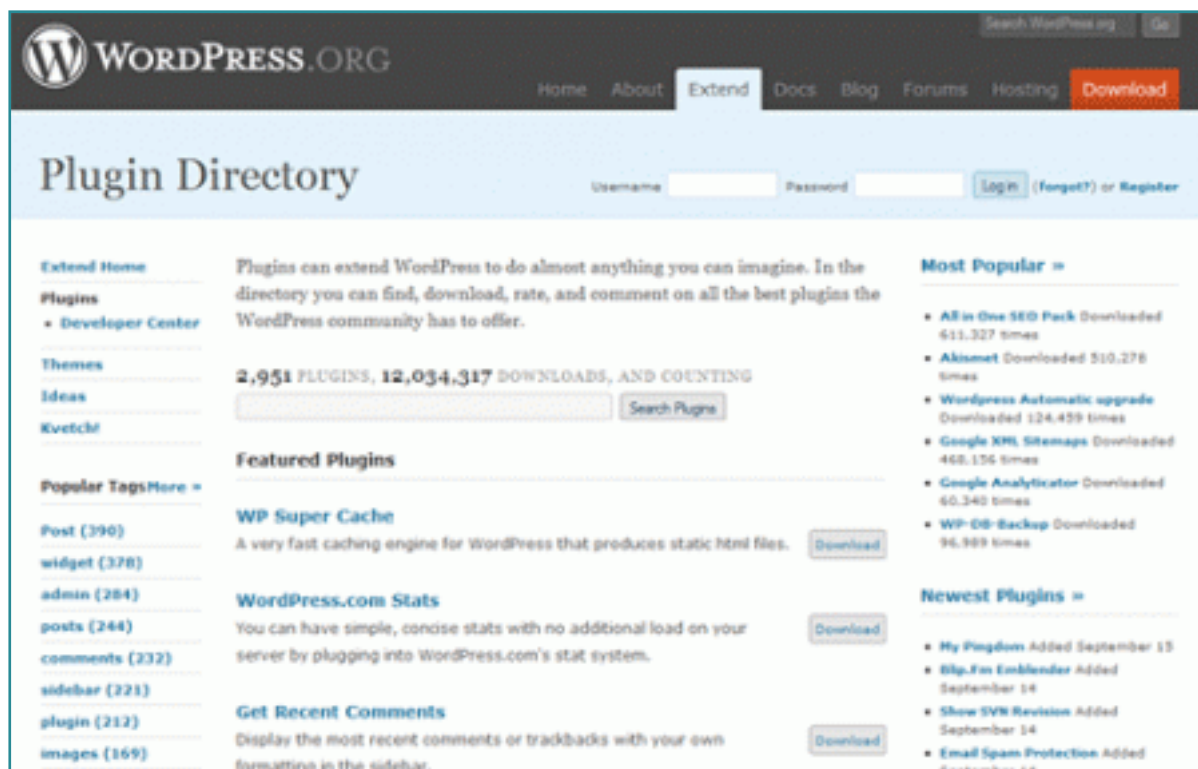 Search WordPress.org Go
WORDPRESS.ORG
Home About Extend Docs Blog Forums Hosting Download
Plugin Directory
Username Password Log in (forgot?) or Register
Extend Home
Plugins
Developer Center
Themes
Ideas
Kvetch!
Popular Tags More »
Post (390)
widget (378)
admin (284)
posts (244)
comments (232)
sidebar (221)
plugin (212)
images (169)
Plugins can extend WordPress to do almost anything you can imagine. In the
directory you can find, download, rate, and comment on all the best plugins the
WordPress community has to offer.
2,951 PLUGINS, 12,034,317 DOWNLOADS, AND COUNTING
Search Plugins
Featured Plugins
WP Super Cache
A very fast caching engine for WordPress that produces static html files.
Download
WordPress.com Stats
You can have simple, concise stats with no additional load on your
server by plugging into WordPress.com's stat system.
Download
Get Recent Comments
Display the most recent comments or trackbacks with your own
formatting in the sidebar.
Download
Most Popular »
All in One SEO Pack Downloaded
611,327 times
Akismet Downloaded 510,278
times
Wordpress Automatic upgrade
Downloaded 124,459 times
Google XML Sitemaps Downloaded
468,156 times
Google Analyticator Downloaded
60,340 times
WP-DB-Backup Downloaded
96,989 times
Newest Plugins »
My Pingdom Added September 15
Blip.Fm Emblender Added
September 14
Show SVN Revision Added
September 14
Email Spam Protection Added